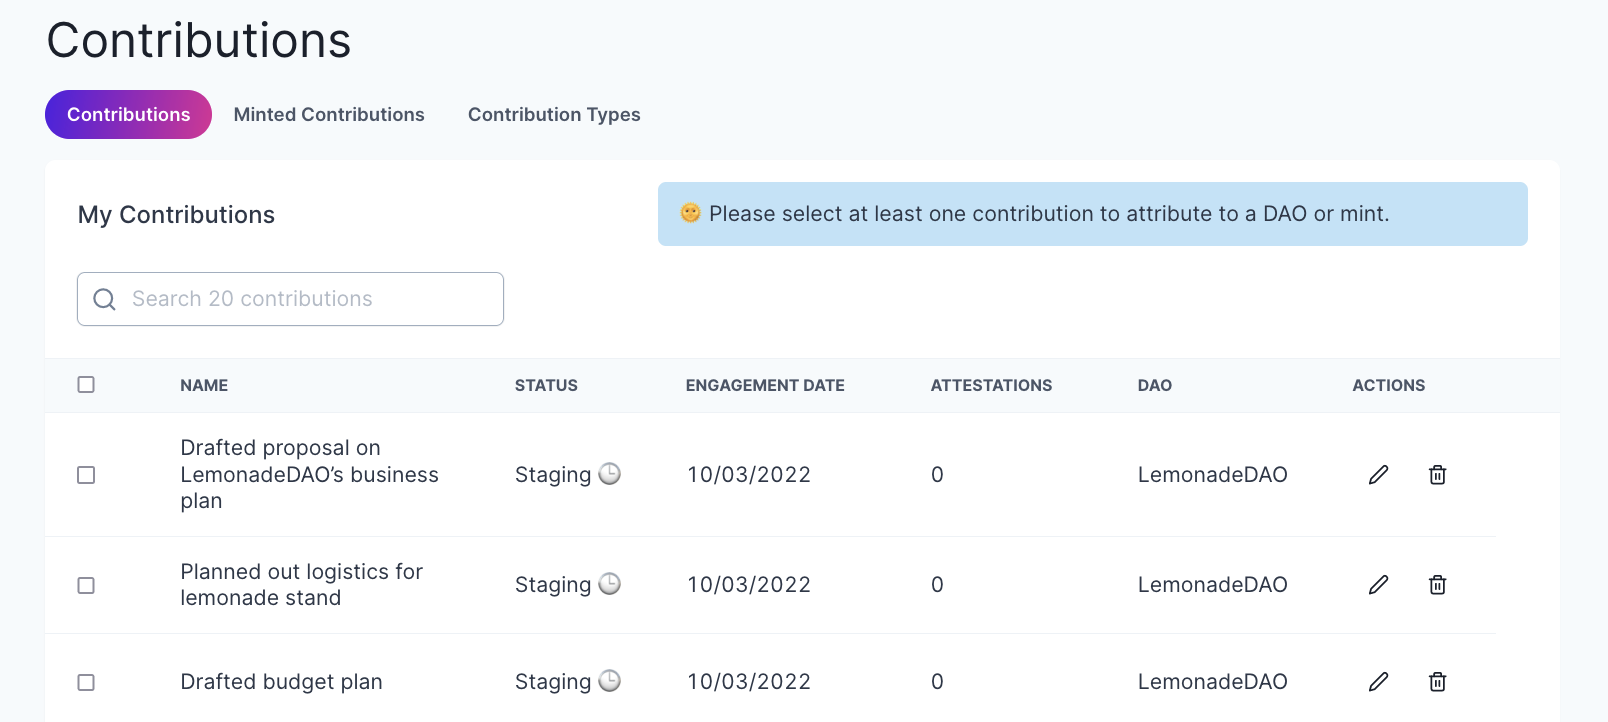 Contributions
Contributions Minted Contributions Contribution Types
My Contributions
🌞 Please select at least one contribution to attribute to a DAO or mint.
Search 20 contributions
NAME STATUS ENGAGEMENT DATE ATTESTATIONS DAO ACTIONS
Drafted proposal on
LemonadeDAO’s business
plan
Staging 🕒 10/03/2022 0 LemonadeDAO
Planned out logistics for
lemonade stand
Staging 🕒 10/03/2022 0 LemonadeDAO
Drafted budget plan Staging 🕒 10/03/2022 0 LemonadeDAO